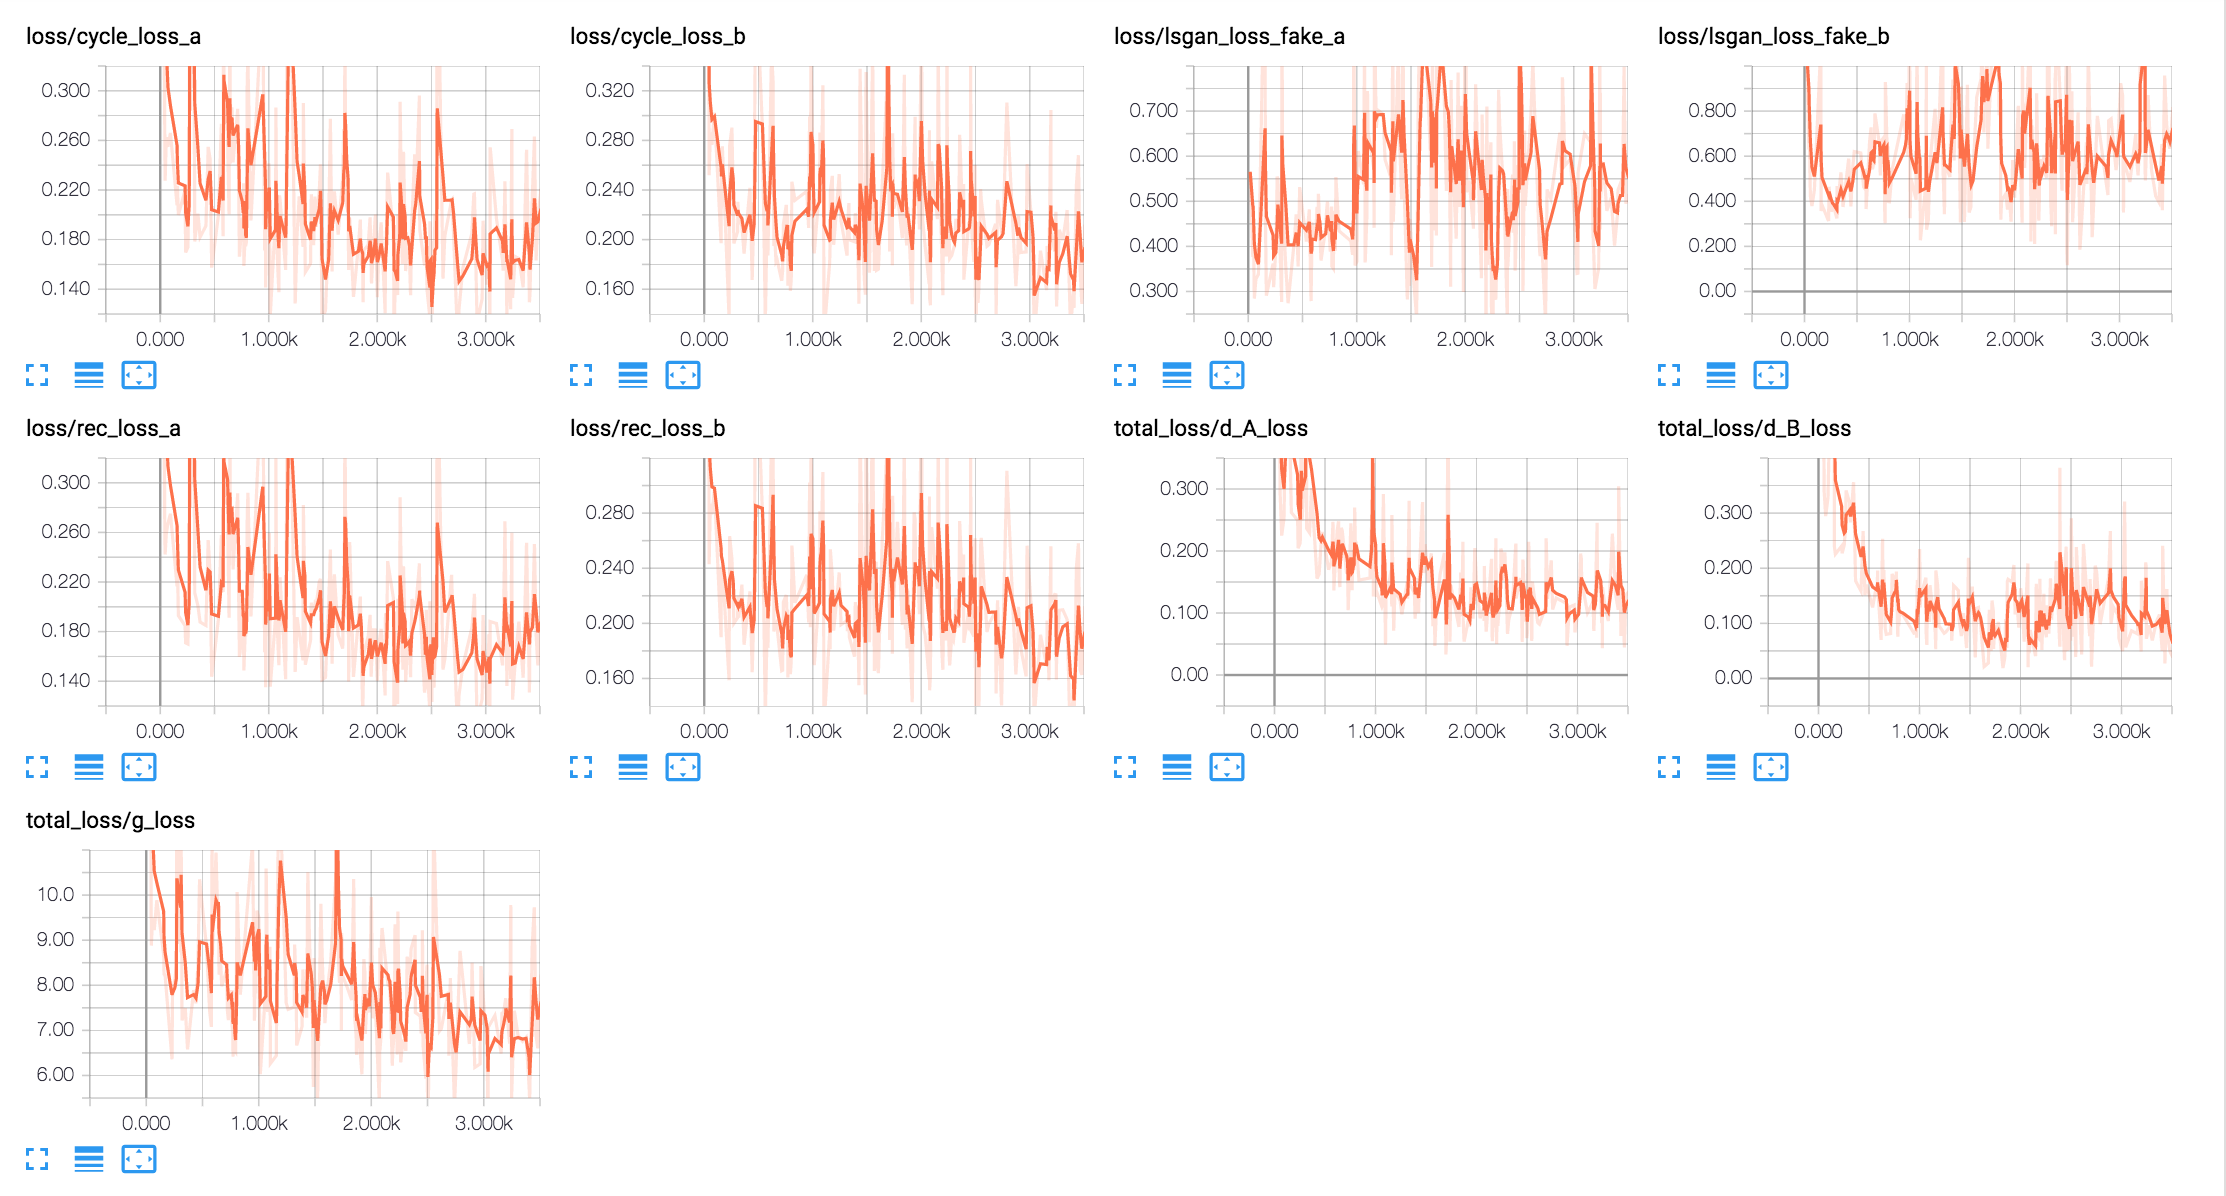 loss/cycle_loss_a
0.300
0.260
0.220
0.180
0.140
0.000 1.000k 2.000k 3.000k
loss/cycle_loss_b
0.320
0.280
0.240
0.200
0.160
0.000 1.000k 2.000k 3.000k
loss/lsgan_loss_fake_a
0.700
0.600
0.500
0.400
0.300
0.000 1.000k 2.000k 3.000k
loss/lsgan_loss_fake_b
0.800
0.600
0.400
0.200
0.00
0.000 1.000k 2.000k 3.000k
loss/rec_loss_a
0.300
0.260
0.220
0.180
0.140
0.000 1.000k 2.000k 3.000k
loss/rec_loss_b
0.280
0.240
0.200
0.160
0.000 1.000k 2.000k 3.000k
total_loss/d_A_loss
0.300
0.200
0.100
0.00
0.000 1.000k 2.000k 3.000k
total_loss/d_B_loss
0.300
0.200
0.100
0.00
0.000 1.000k 2.000k 3.000k
total_loss/g_loss
10.0
9.00
8.00
7.00
6.00
0.000 1.000k 2.000k 3.000k